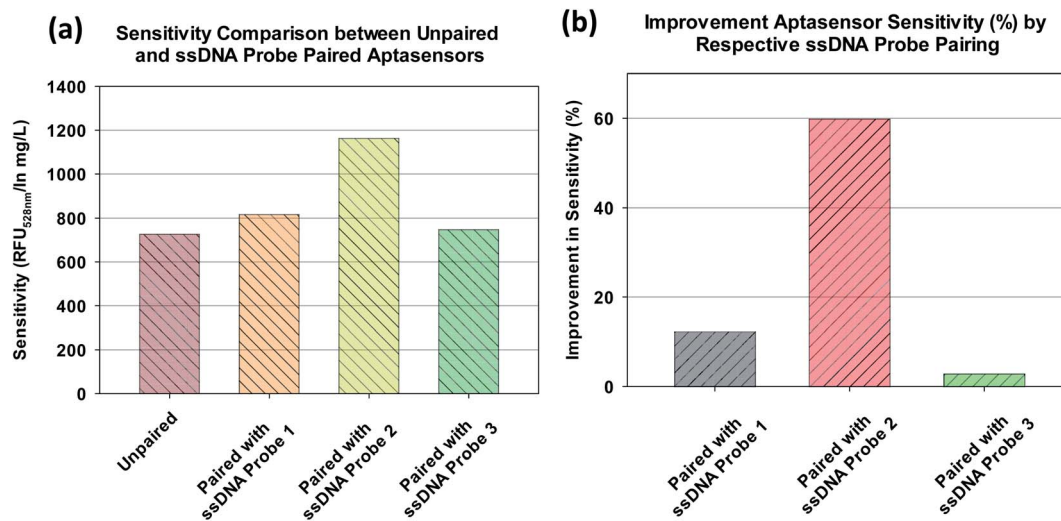 (a)
Sensitivity Comparison between Unpaired
and ssDNA Probe Paired Aptasensors
Sensitivity (RFU528nm/ln mg/L)
1400
1200
1000
800
600
400
200
0
Unpaired
Paired with
ssDNA Probe 1
Paired with
ssDNA Probe 2
Paired with
ssDNA Probe 3
(b)
Improvement Aptasensor Sensitivity (%) by
Respective ssDNA Probe Pairing
Improvement in Sensitivity (%)
60
40
20
0
Paired with
ssDNA Probe 1
Paired with
ssDNA Probe 2
Paired with
ssDNA Probe 3